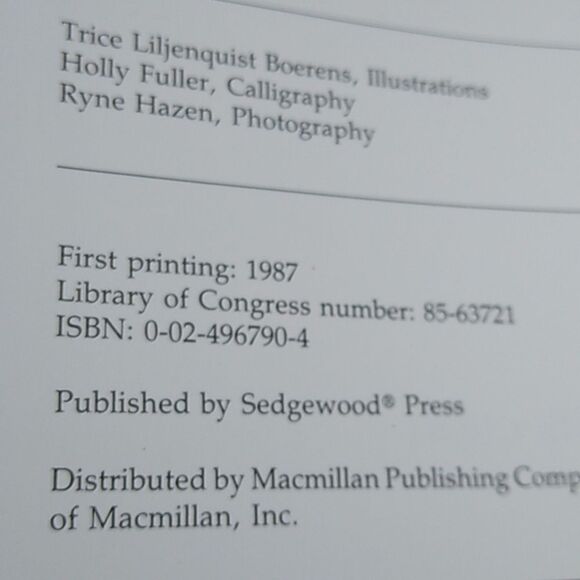 Trice Liljenquist Boerens, Illustrations
Holly Fuller, Calligraphy
Ryne Hazen, Photography
First printing: 1987
Library of Congress number: 85-63721
ISBN: 0-02-496790-4
Published by Sedgewood® Press
Distributed by Macmillan Publishing Comp
of Macmillan, Inc.